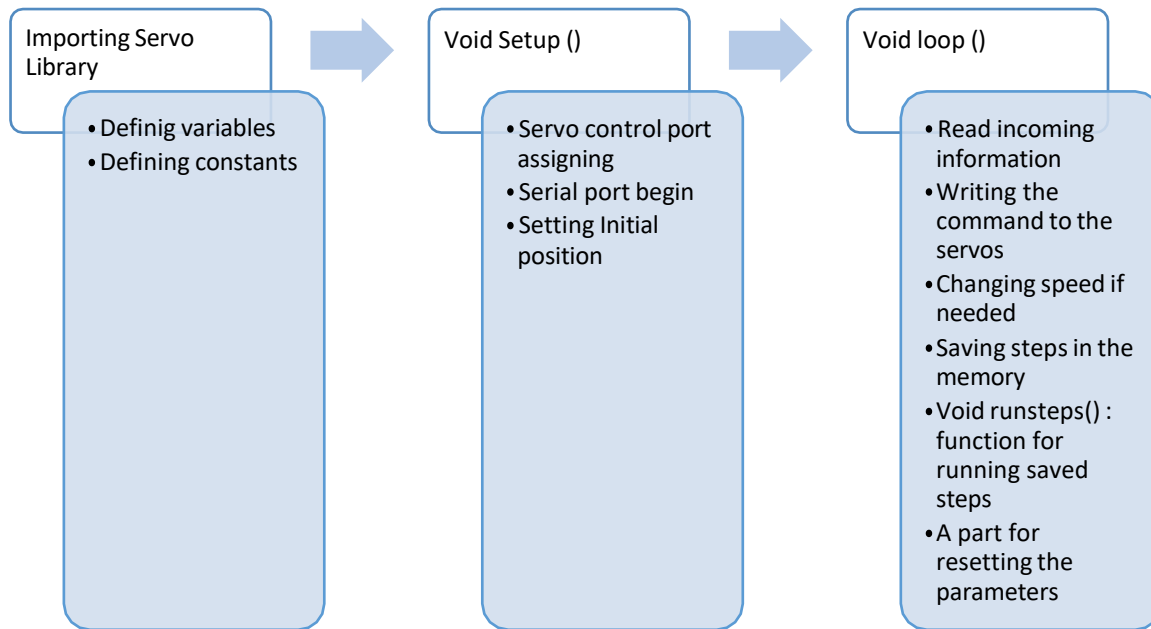 Importing Servo
Library
• Definig variables
• Defining constants
Void Setup ()
• Servo control port
assigning
• Serial port begin
• Setting Initial
position
Void loop ()
• Read incoming
information
• Writing the
command to the
servos
• Changing speed if
needed
• Saving steps in the
memory
• Void runsteps() :
function for
running saved
steps
• A part for
resetting the
parameters